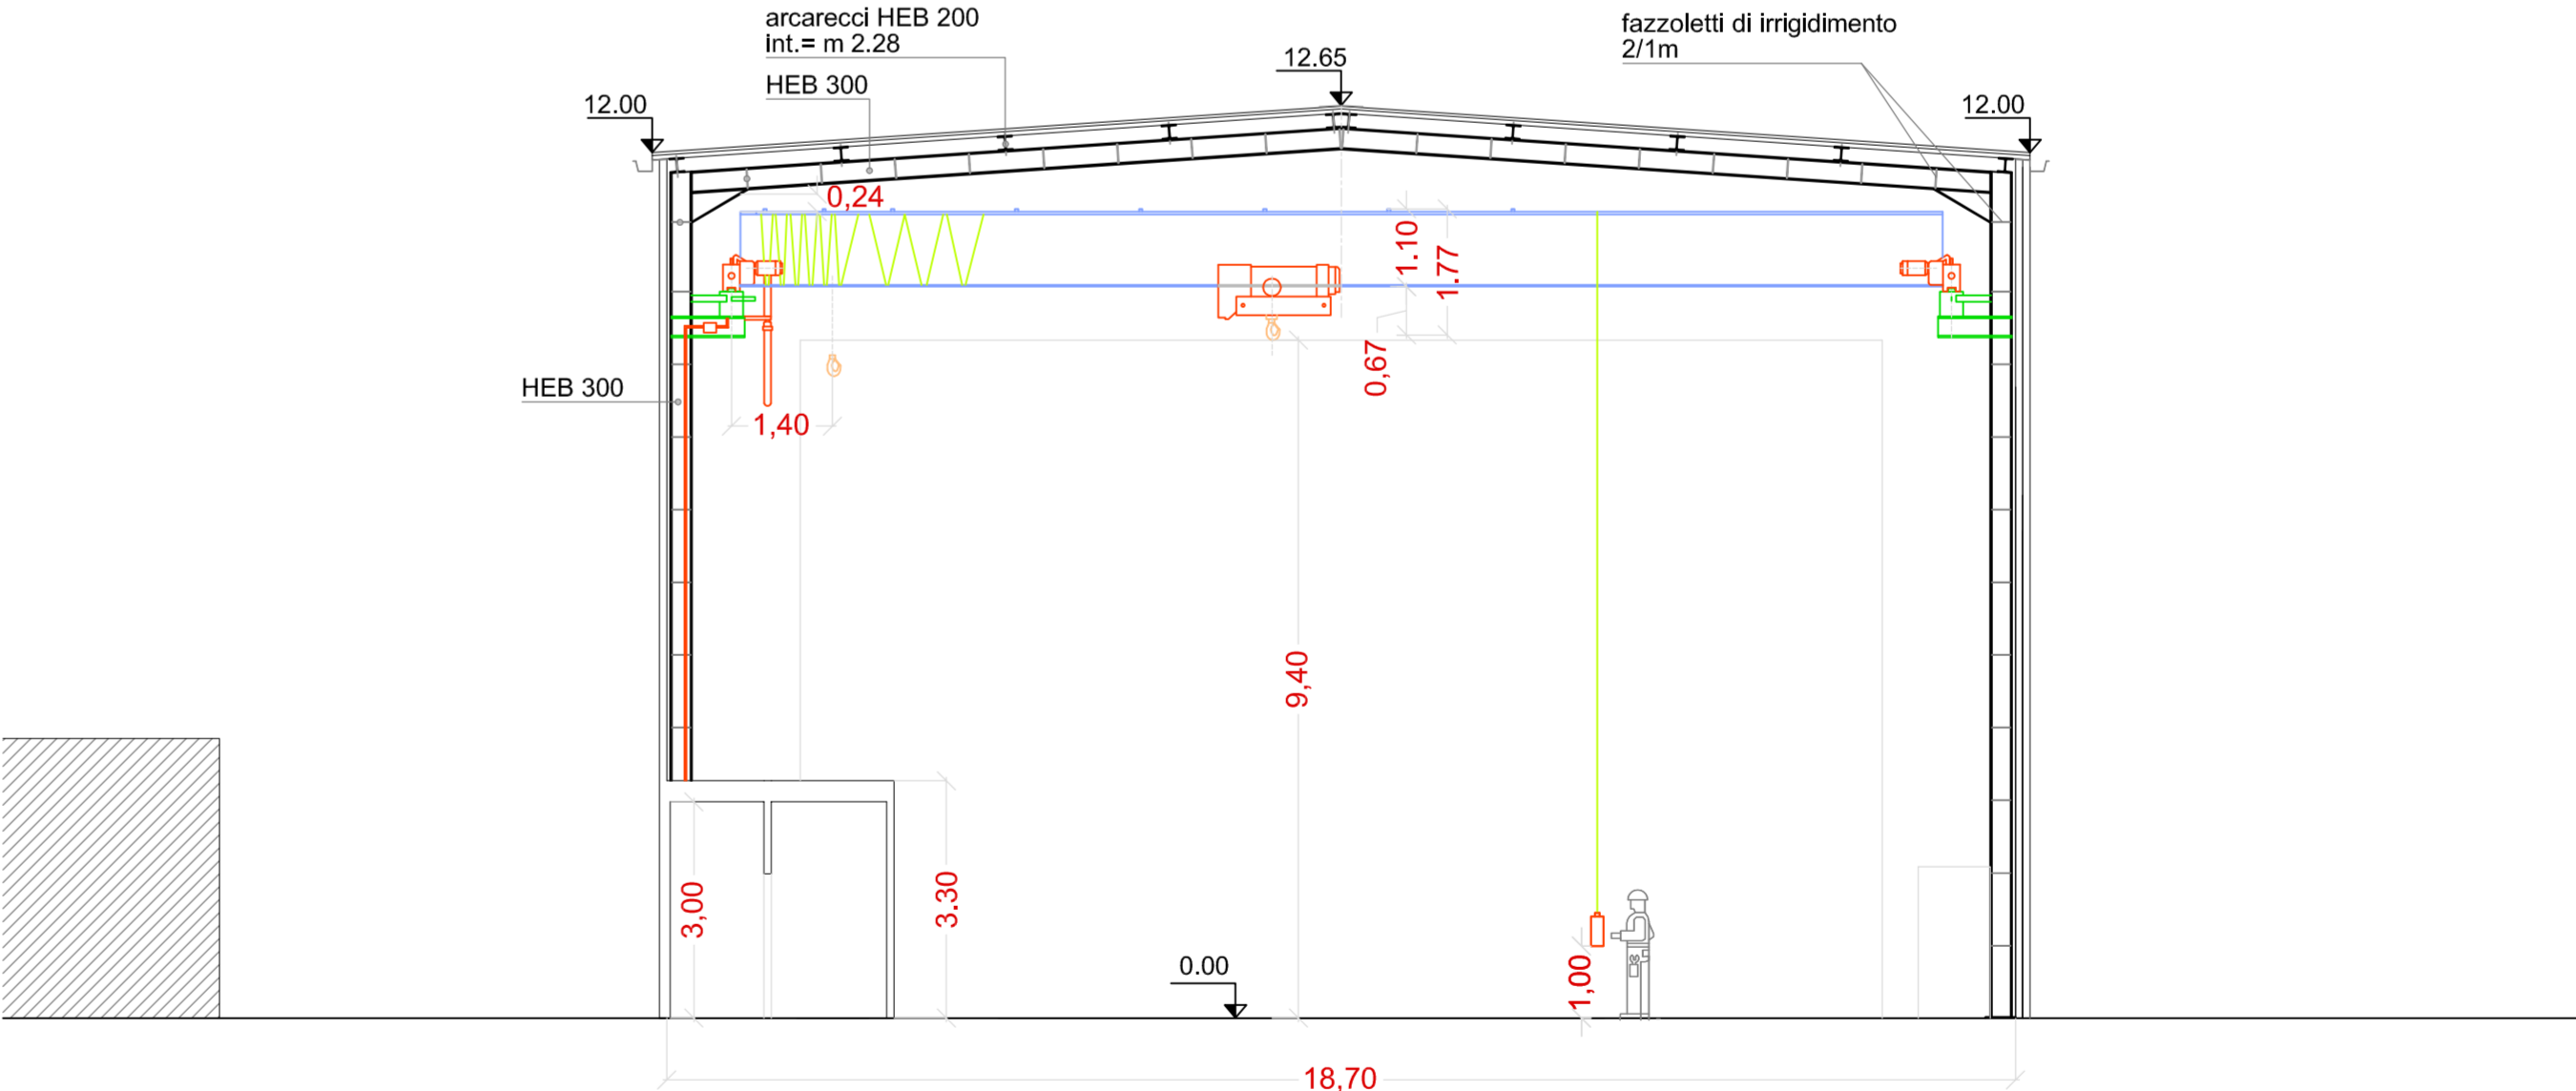 arcarecci HEB 200
int.= m 2.28
HEB 300
fazzoletti di irrigidimento
2/1m
12.65
12.00
12.00
0,24
1.10
1.77
0,67
HEB 300
1,40
9,40
3,00
3.30
0.00
1,00
18,70